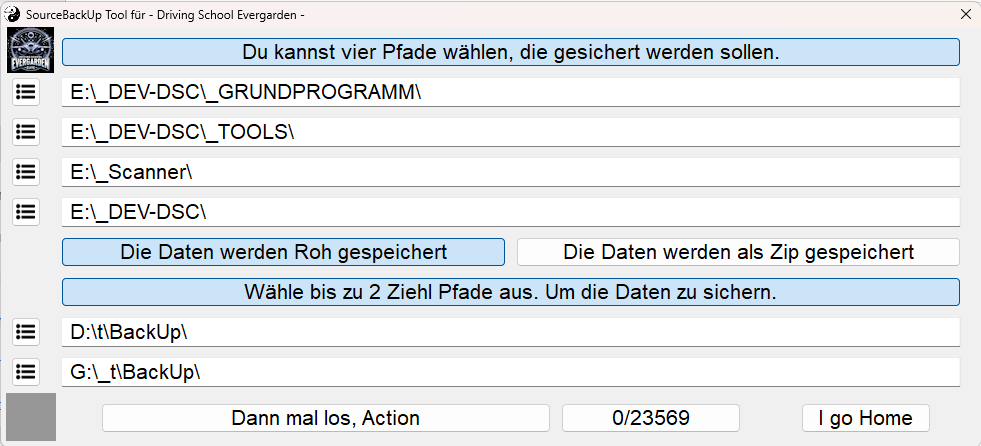 SourceBackUp Tool für - Driving School Evergarden -
EVERGARDEN
Du kannst vier Pfade wählen, die gesichert werden sollen.
E:\_DEV-DSC\_GRUNDPROGRAMM\
E:\_DEV-DSC\_TOOLS\
E:\_Scanner\
E:\_DEV-DSC\
Die Daten werden Roh gespeichert
Die Daten werden als Zip gespeichert
Wähle bis zu 2 Ziehl Pfade aus. Um die Daten zu sichern.
D:\t\BackUp\
G:\_t\BackUp\
Dann mal los, Action
0/23569
I go Home